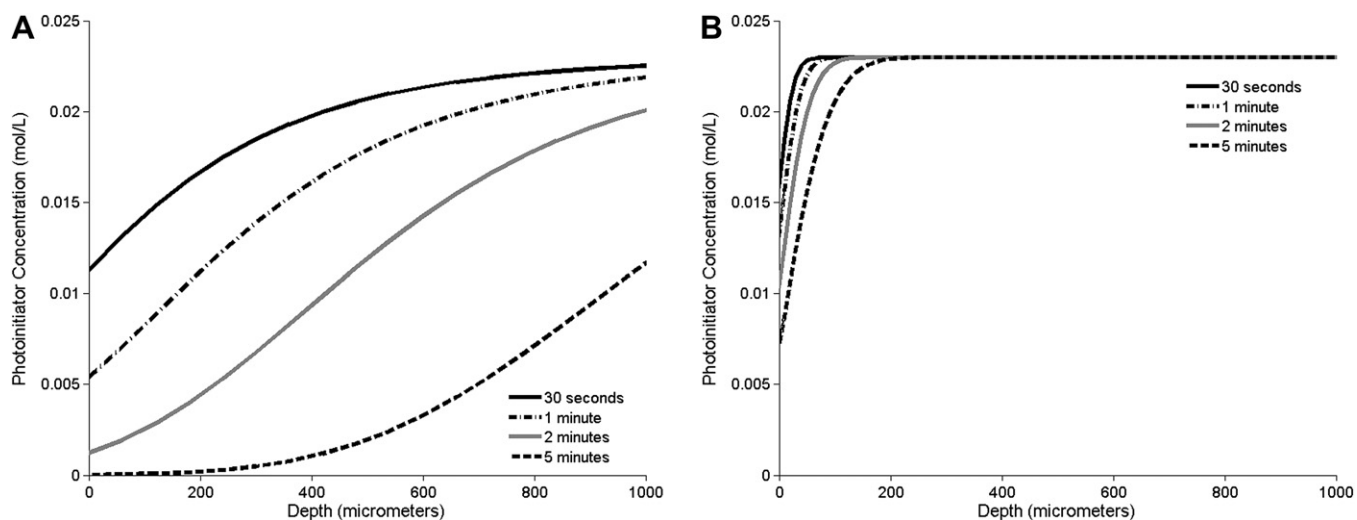 A
Photoinitiator Concentration (mol/L)
0.025
0.02
0.015
0.01
0.005
0
0 200 400 600 800 1000
Depth (micrometers)
30 seconds
1 minute
2 minutes
5 minutes
B
Photoinitiator Concentration (mol/L)
0.025
0.02
0.015
0.01
0.005
0
0 200 400 600 800 1000
Depth (micrometers)
30 seconds
1 minute
2 minutes
5 minutes